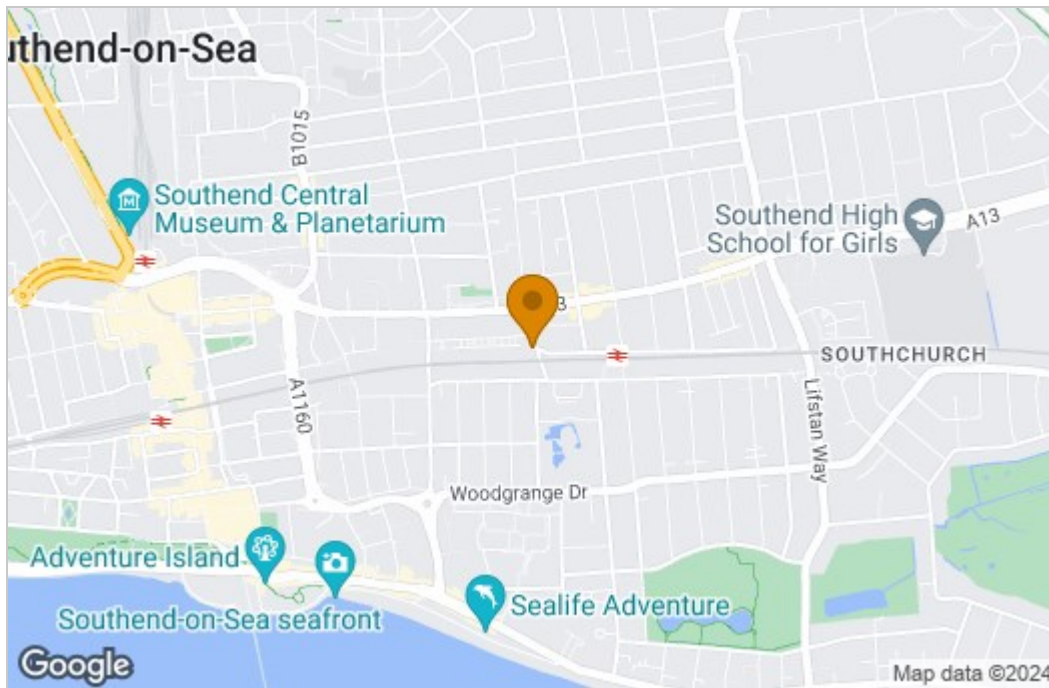 uthend-on-Sea
B1015
Southend Central
Museum & Planetarium
Southend High
School for Girls
A13
3
SOUTHCHURCH
A1160
Lifstan Way
Woodgrange Dr
Adventure Island
Sealife Adventure
Southend-on-Sea seafront
Google
Map data ©2024